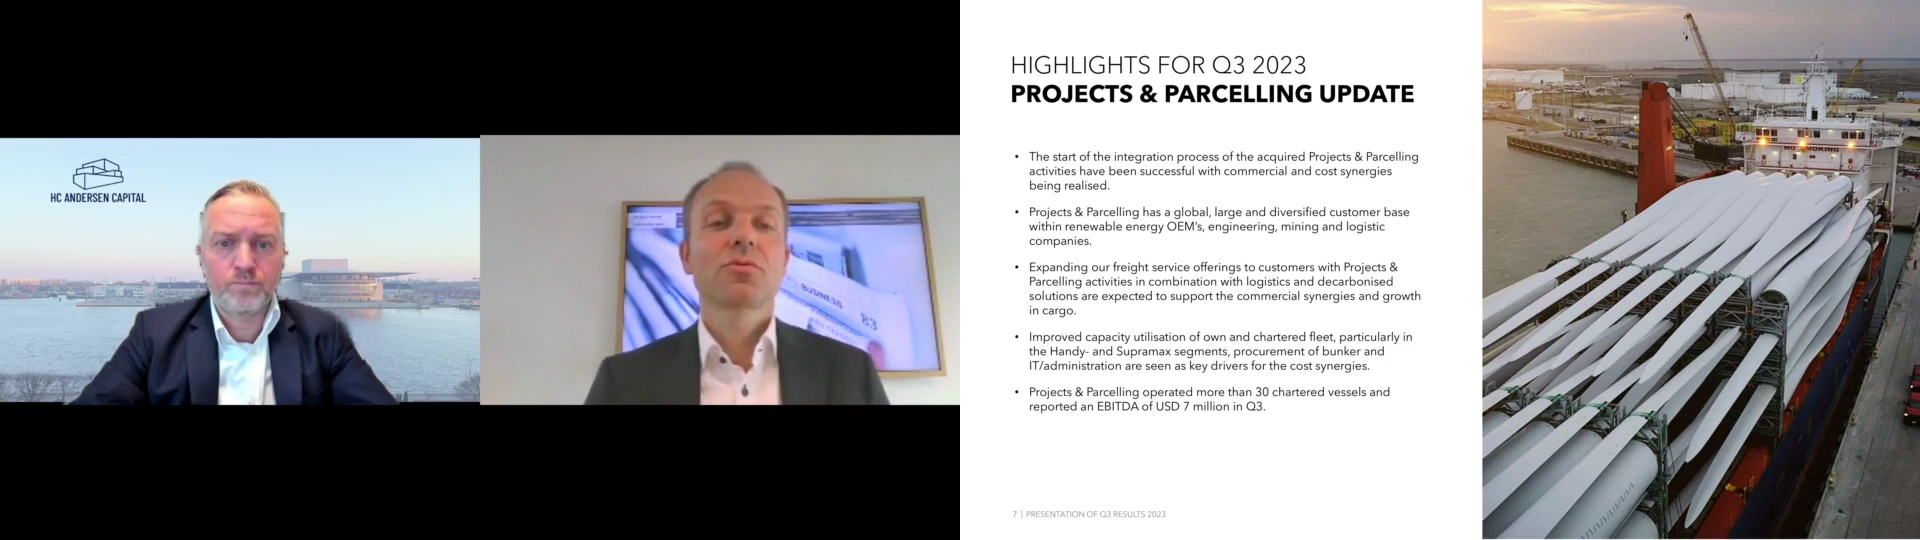 HC ANDERSEN CAPITAL
BUSINESS
83
HIGHLIGHTS FOR Q3 2023
PROJECTS & PARCELLING UPDATE
• The start of the integration process of the acquired Projects & Parcelling
activities have been successful with commercial and cost synergies
being realised.
• Projects & Parcelling has a global, large and diversified customer base
within renewable energy OEM's, engineering, mining and logistic
companies.
• Expanding our freight service offerings to customers with Projects &
Parcelling activities in combination with logistics and decarbonised
solutions are expected to support the commercial synergies and growth
in cargo.
• Improved capacity utilisation of own and chartered fleet, particularly in
the Handy- and Supramax segments, procurement of bunker and
IT/administration are seen as key drivers for the cost synergies.
• Projects & Parcelling operated more than 30 chartered vessels and
reported an EBITDA of USD 7 million in Q3.
7 | PRESENTATION OF Q3 RESULTS 2023
NO SMOKING